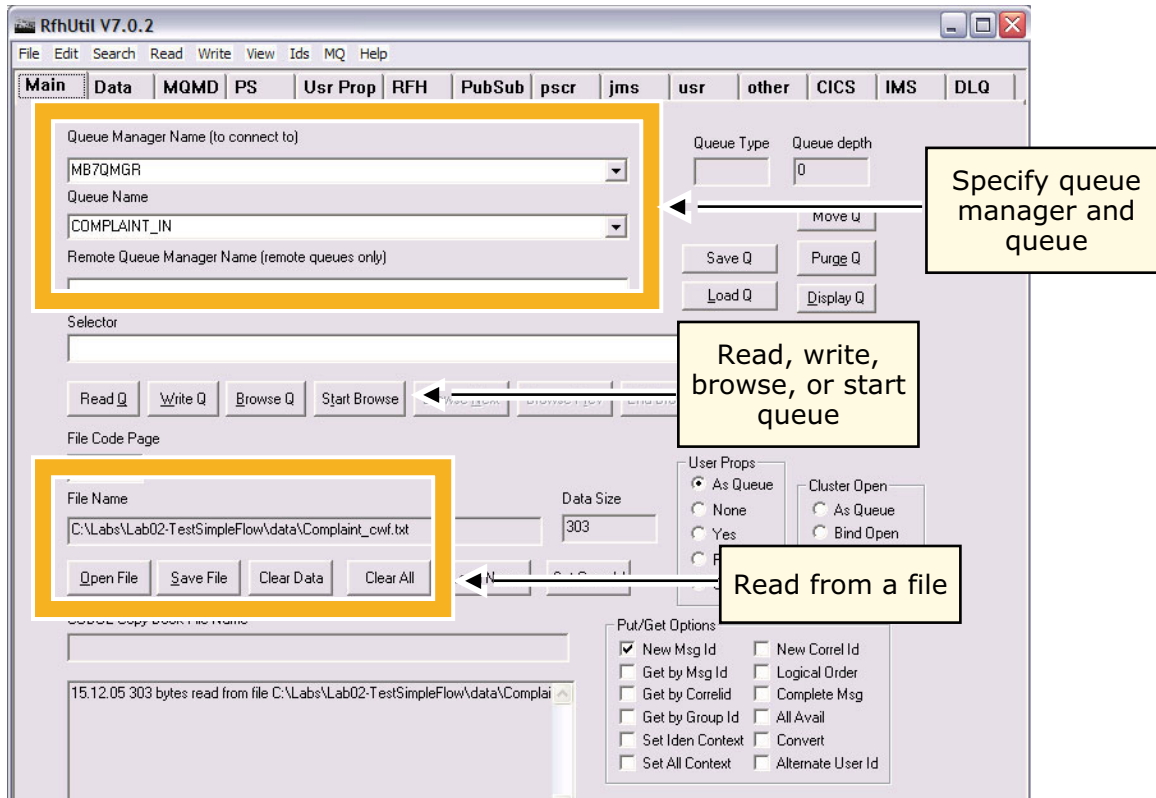 RfhUtil V7.0.2
File Edit Search Read Write View Ids MQ Help
Main Data MQMD PS Usr Prop RFH PubSub pscr jms usr other CICS IMS DLQ
Queue Manager Name (to connect to)
Queue Type Queue depth
MB7QMGR
0
Queue Name
COMPLAINT_IN
Move Q
Specify queue
manager and
queue
Remote Queue Manager Name (remote queues only)
Save Q Purge Q
Load Q Display Q
Selector
Read, write,
browse, or start
queue
Read Q Write Q Browse Q Start Browse
File Code Page
File Name
Data Size
C:\Labs\Lab02-TestSimpleFlow\data\Complaint_cwf.txt
303
Open File Save File Clear Data Clear All
User Props
As Queue
None
Yes
Cluster Open
As Queue
Bind Open
Read from a file
Put/Get Options
New Msg Id New Correl Id
Get by Msg Id Logical Order
Get by Correlid Complete Msg
Get by Group Id All Avail
Set Iden Context Convert
Set All Context Alternate User Id
15.12.05 303 bytes read from file C:\Labs\Lab02-TestSimpleFlow\data\Complai